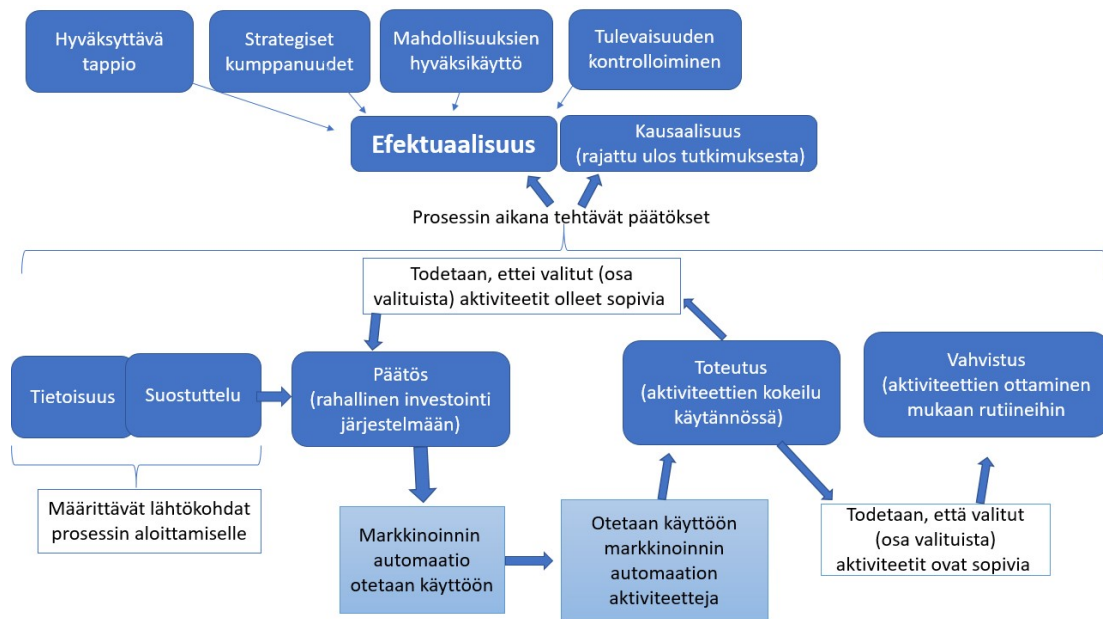 Hyväksyttävä
tappio
Strategiset
kumppanuudet
Mahdollisuuksien
hyväksikäyttö
Tulevaisuuden
kontrolloiminen
Efektuaalisuus
Kausaalisuus
(rajattu ulos tutkimuksesta)
Prosessin aikana tehtävät päätökset
Todetaan, ettei valitut (osa
valituista) aktiviteetit olleet sopivia
Tietoisuus
Suostuttelu
Päätös
(rahallinen investointi
järjestelmään)
Toteutus
(aktiviteettien kokeilu
käytännössä)
Vahvistus
(aktiviteettien ottaminen
mukaan rutiineihin
Määrittävät lähtökohdat
prosessin aloittamiselle
Markkinoinnin
automaatio
otetaan käyttöön
Otetaan käyttöön
markkinoinnin
automaation
aktiviteetteja
Todetaan, että valitut
(osa valituista)
aktiviteetit ovat sopivia